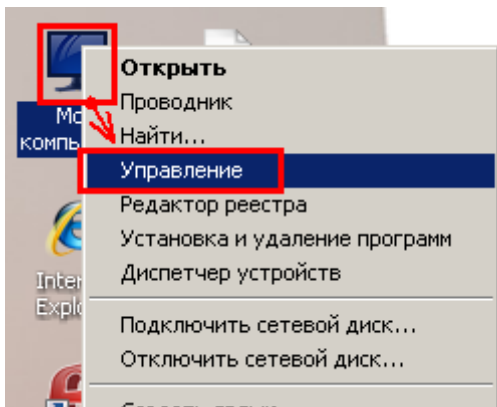 Открыть
Проводник
Найти...
Управление
Редактор реестра
Установка и удаление программ
Диспетчер устройств
Подключить сетевой диск...
Отключить сетевой диск...